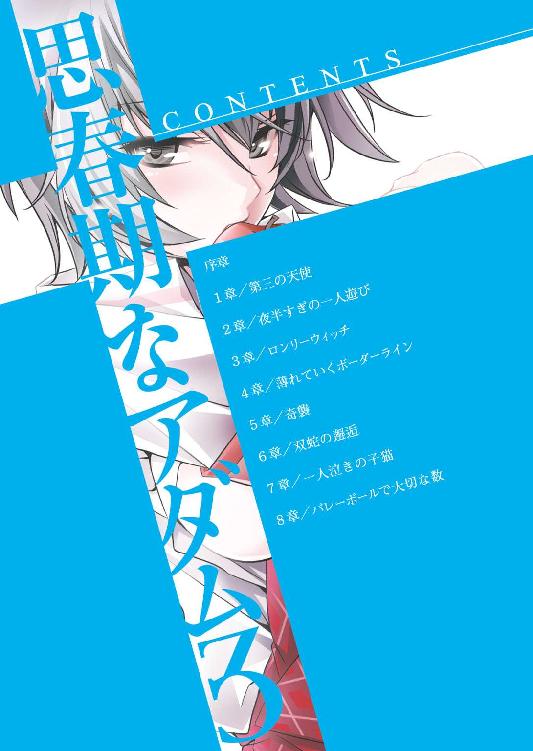 思春期なアダム3
CONTENTS
序章
1章／第三の天使
2章／夜半すぎの一人遊び
3章／ロンリーウィッチ
4章／薄れていくボーダーライン
5章／奇襲
6章／双蛇の邂逅
7章／一人泣きの子猫
8章／バレーボールで大切な数